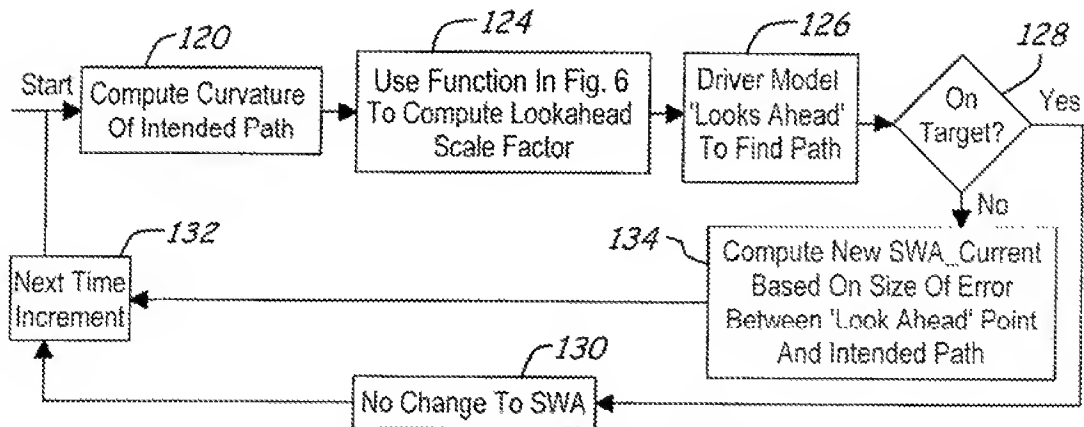 120
124
126
128
Start
Compute Curvature
Of Intended Path
Use Function In Fig. 6
To Compute Lookahead
Scale Factor
Driver Model
'Looks Ahead'
To Find Path
On
Target?
Yes
No
132
134
Next Time
Increment
Compute New SWA_Current
Based On Size Of Error
Between 'Look Ahead' Point
And Intended Path
130
No Change To SWA